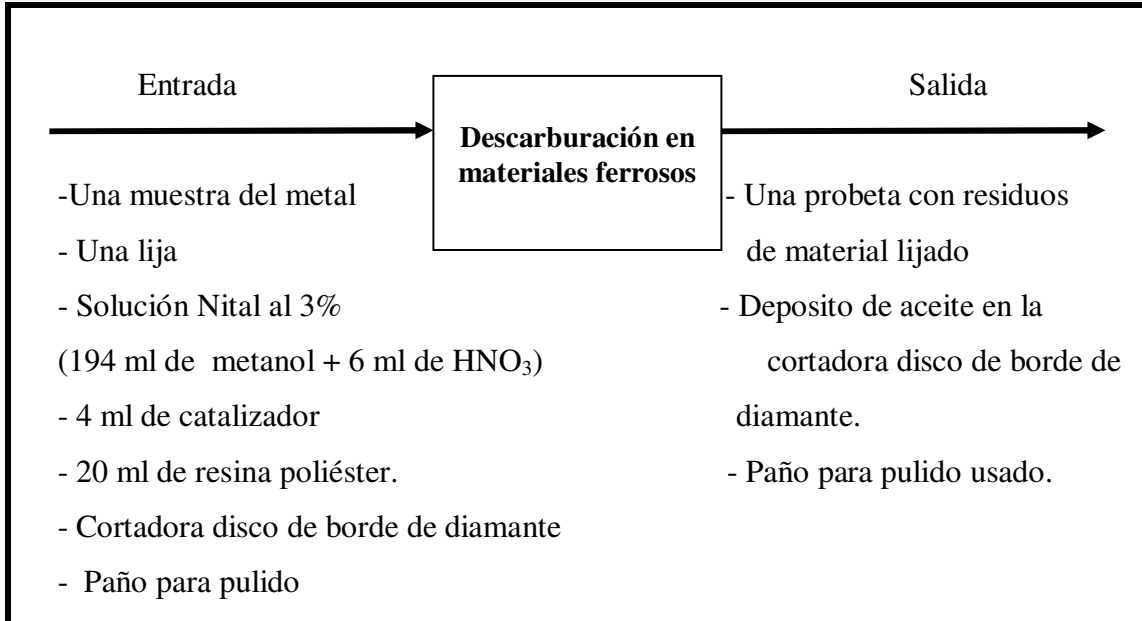 Entrada
Descarburación en
materiales ferrosos
Salida
-Una muestra del metal
- Una lija
- Solución Nital al 3%
(194 ml de metanol + 6 ml de HNO₃)
- 4 ml de catalizador
- 20 ml de resina poliéster.
- Cortadora disco de borde de diamante
- Paño para pulido
- Una probeta con residuos
de material lijado
- Deposito de aceite en la
cortadora disco de borde de
diamante.
- Paño para pulido usado.